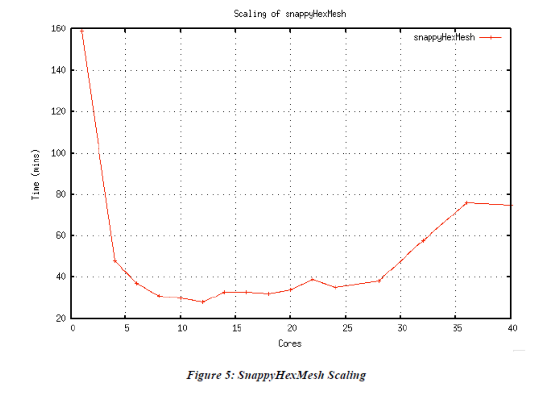 Scaling of snappyHexMesh
snappyHexMesh
160
140
120
100
80
60
40
20
Time (mins)
0 5 10 15 20 25 30 35 40
Cores
Figure 5: SnappyHexMesh Scaling